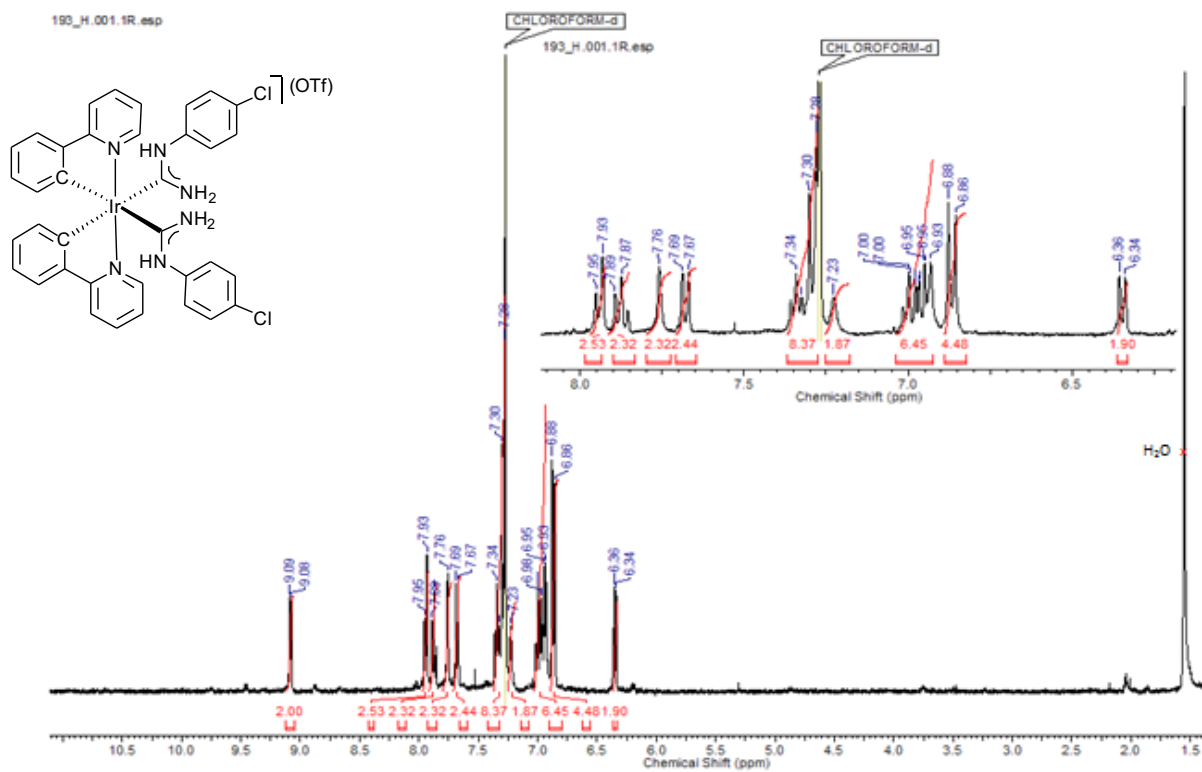 193_H.001.1R.esp
CHLOROFORM-d
193_H.001.1R.esp
CHLOROFORM-d
(OTf)
Cl
HN
N
C
NH2
Ir
NH2
C
HN
N
Cl
7.95
7.93
7.89
7.87
7.76
7.69
7.67
7.34
7.30
7.28
7.23
7.00
7.00
6.95
6.95
6.93
6.88
6.86
6.36
6.34
2.53 2.32 2.32 2.44 8.37 1.87 6.45 4.48 1.90
8.0 7.5 7.0 6.5
Chemical Shift (ppm)
H2O
9.09
9.08
7.95
7.93
7.76
7.69
7.67
7.34
7.30
7.28
7.23
6.98
6.95
6.93
6.88
6.86
6.36
6.34
2.00 2.53 2.32 2.32 2.44 8.37 1.87 6.45 4.48 1.90
10.5 10.0 9.5 9.0 8.5 8.0 7.5 7.0 6.5 6.0 5.5 5.0 4.5 4.0 3.5 3.0 2.5 2.0 1.5
Chemical Shift (ppm)